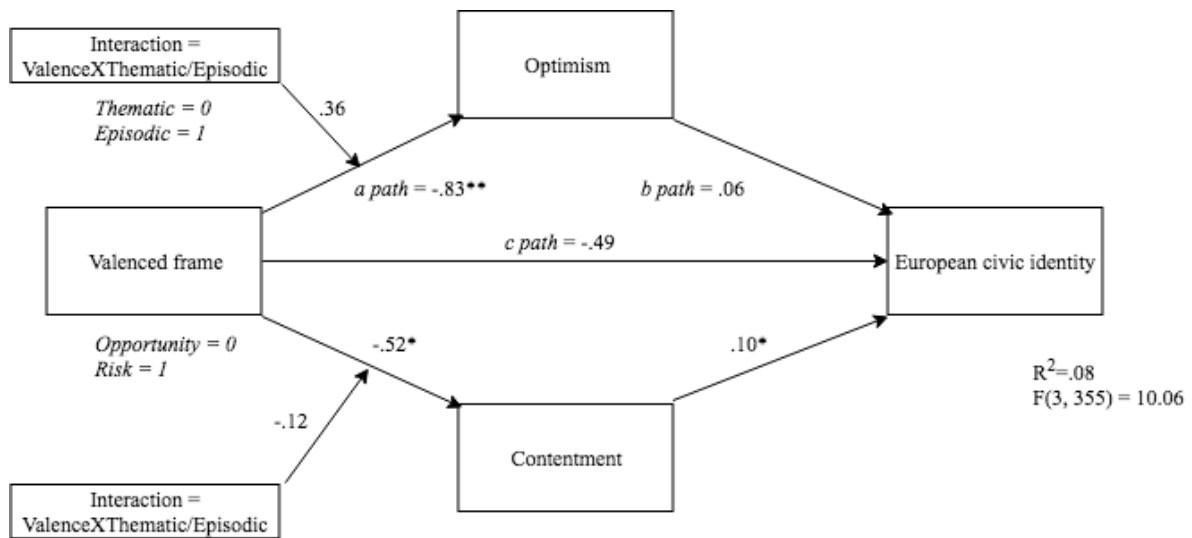 Interaction =
ValenceXThematic/Episodic
Thematic = 0
Episodic = 1
.36
Optimism
a path = -.83**
b path = .06
Valenced frame
c path = -.49
European civic identity
Opportunity = 0
Risk = 1
-.52*
.10*
R²=.08
F(3, 355) = 10.06
-.12
Contentment
Interaction =
ValenceXThematic/Episodic